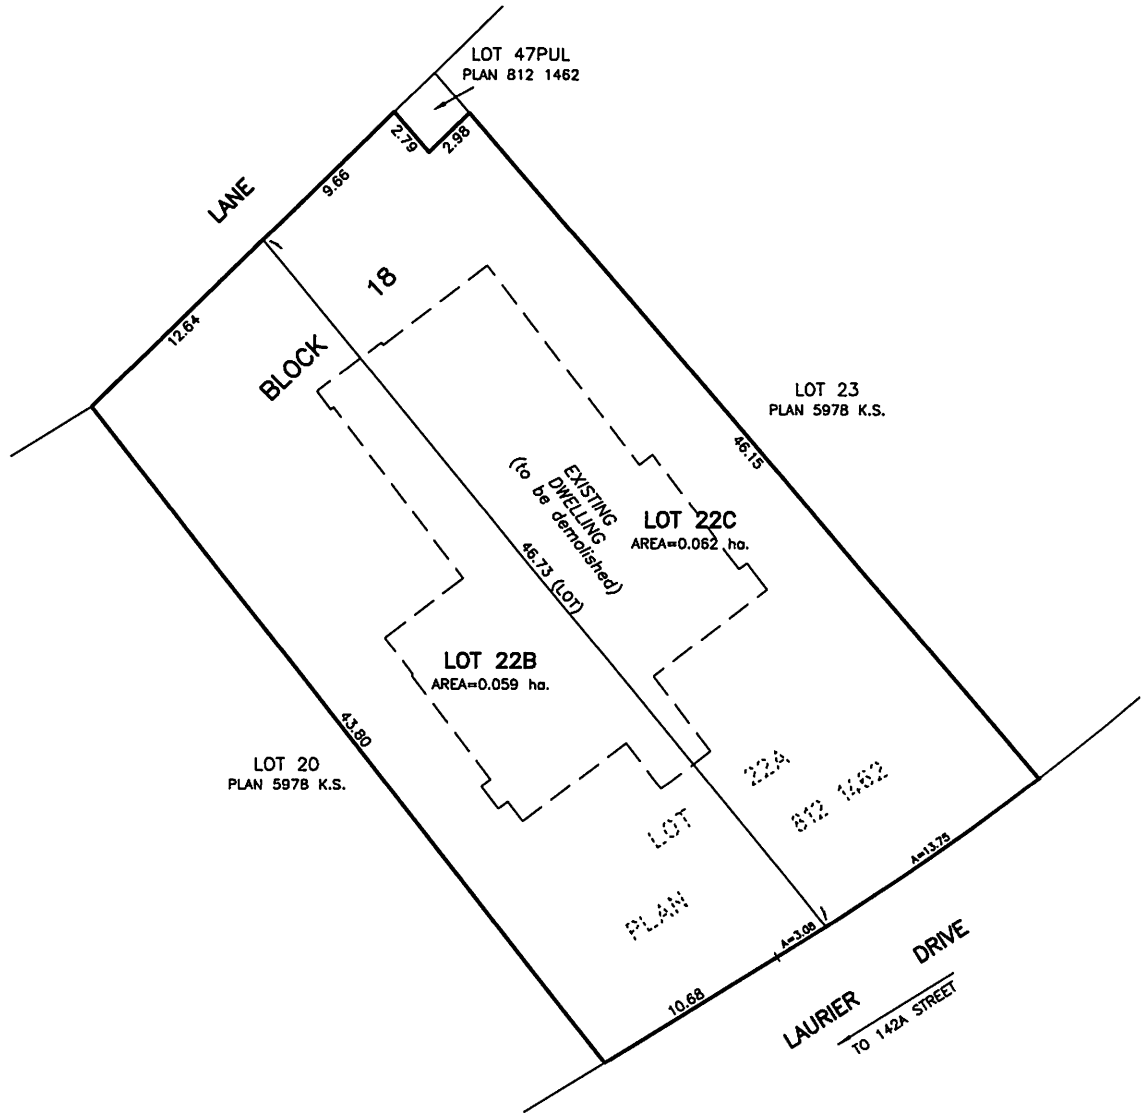 LOT 47PUL
PLAN 812 1462
2.79
2.98
9.66
LANE
18
12.64
BLOCK
LOT 23
PLAN 5978 K.S.
46.15
EXISTING
DWELLING
(to be demolished)
LOT 22C
AREA=0.062 ha.
46.73 (LOT)
LOT 22B
AREA=0.059 ha.
43.80
LOT 20
PLAN 5978 K.S.
LOT 22A
PLAN 812 1462
A=13.75
A=3.08
10.68
LAURIER DRIVE
TO 142A STREET